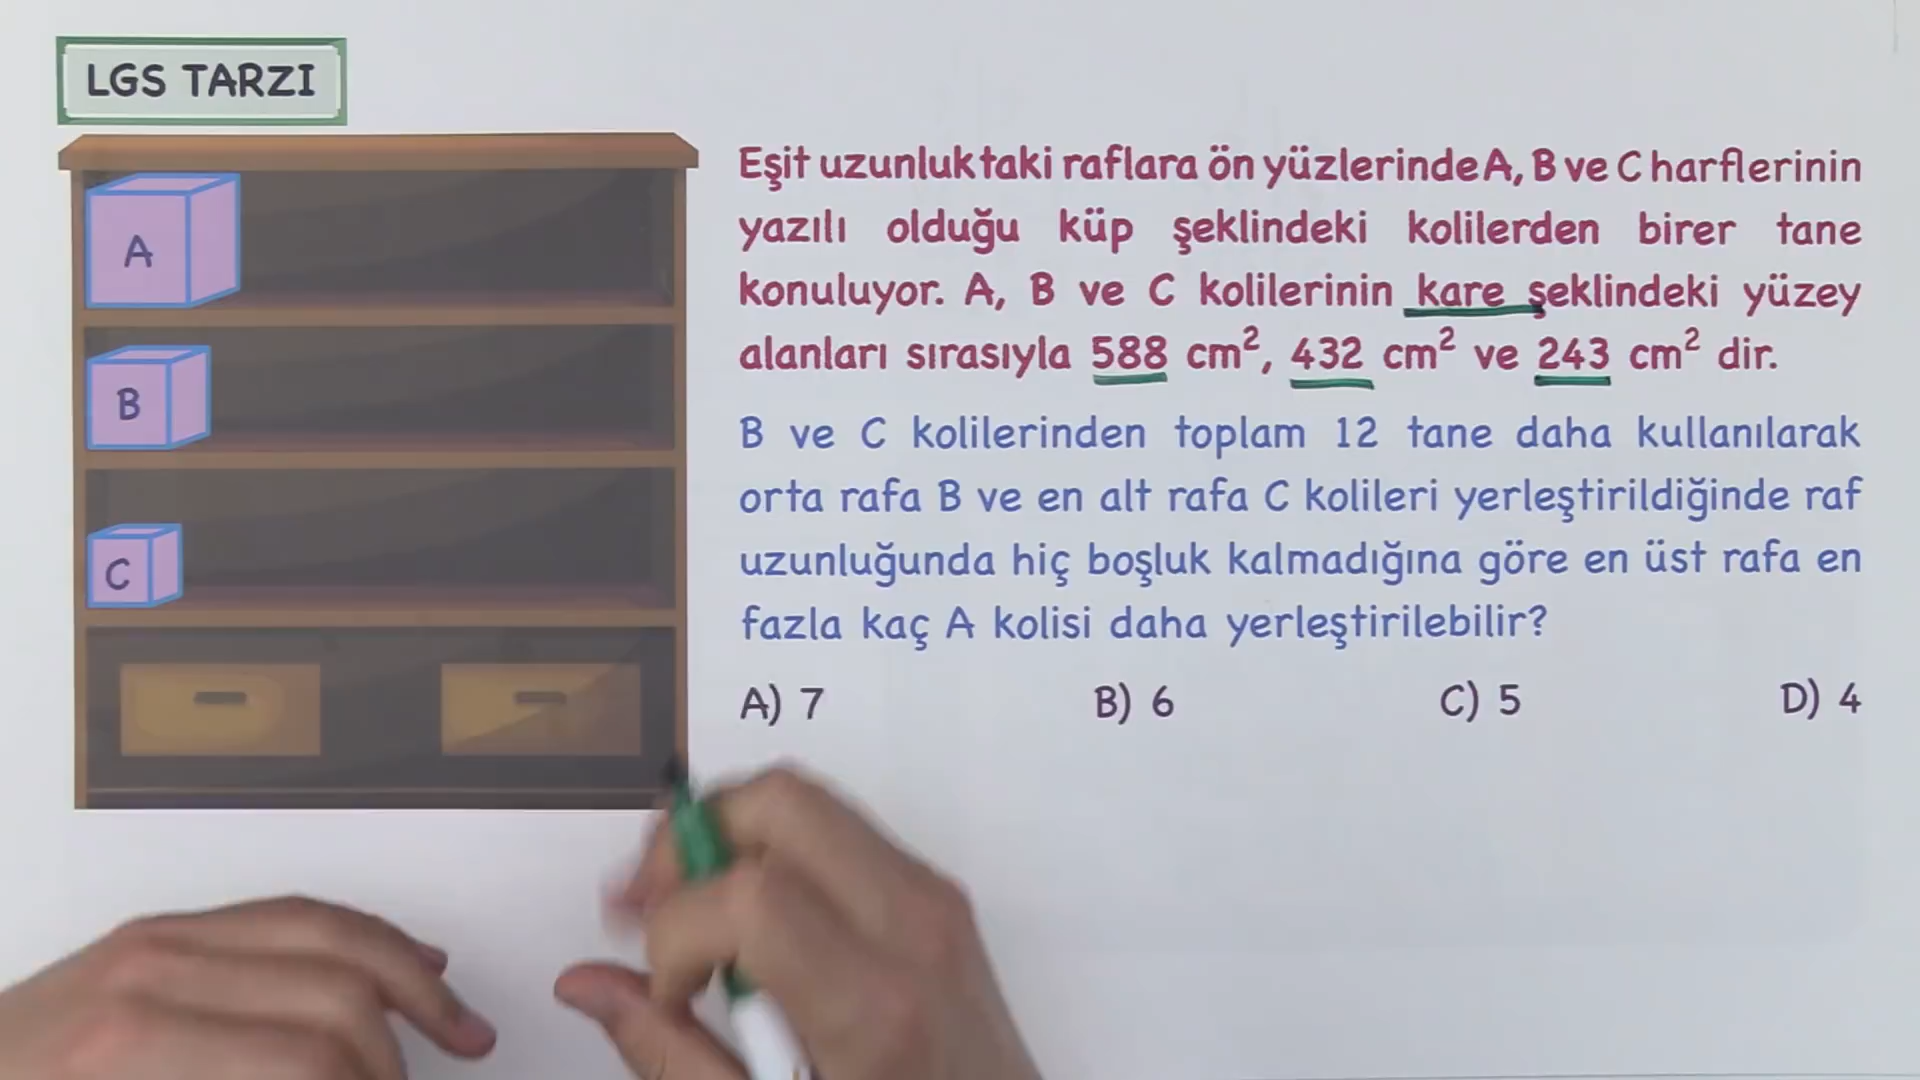 LGS TARZI
A
B
C
Eşit uzunluktaki raflara ön yüzlerinde A, B ve C harflerinin
yazılı olduğu küp şeklindeki kolilerden birer tane
konuluyor. A, B ve C kolilerinin kare şeklindeki yüzey
alanları sırasıyla 588 cm², 432 cm² ve 243 cm² dir.
B ve C kolilerinden toplam 12 tane daha kullanılarak
orta rafa B ve en alt rafa C kolileri yerleştirildiğinde raf
uzunluğunda hiç boşluk kalmadığına göre en üst rafa en
fazla kaç A kolisi daha yerleştirilebilir?
A) 7 B) 6 C) 5 D) 4